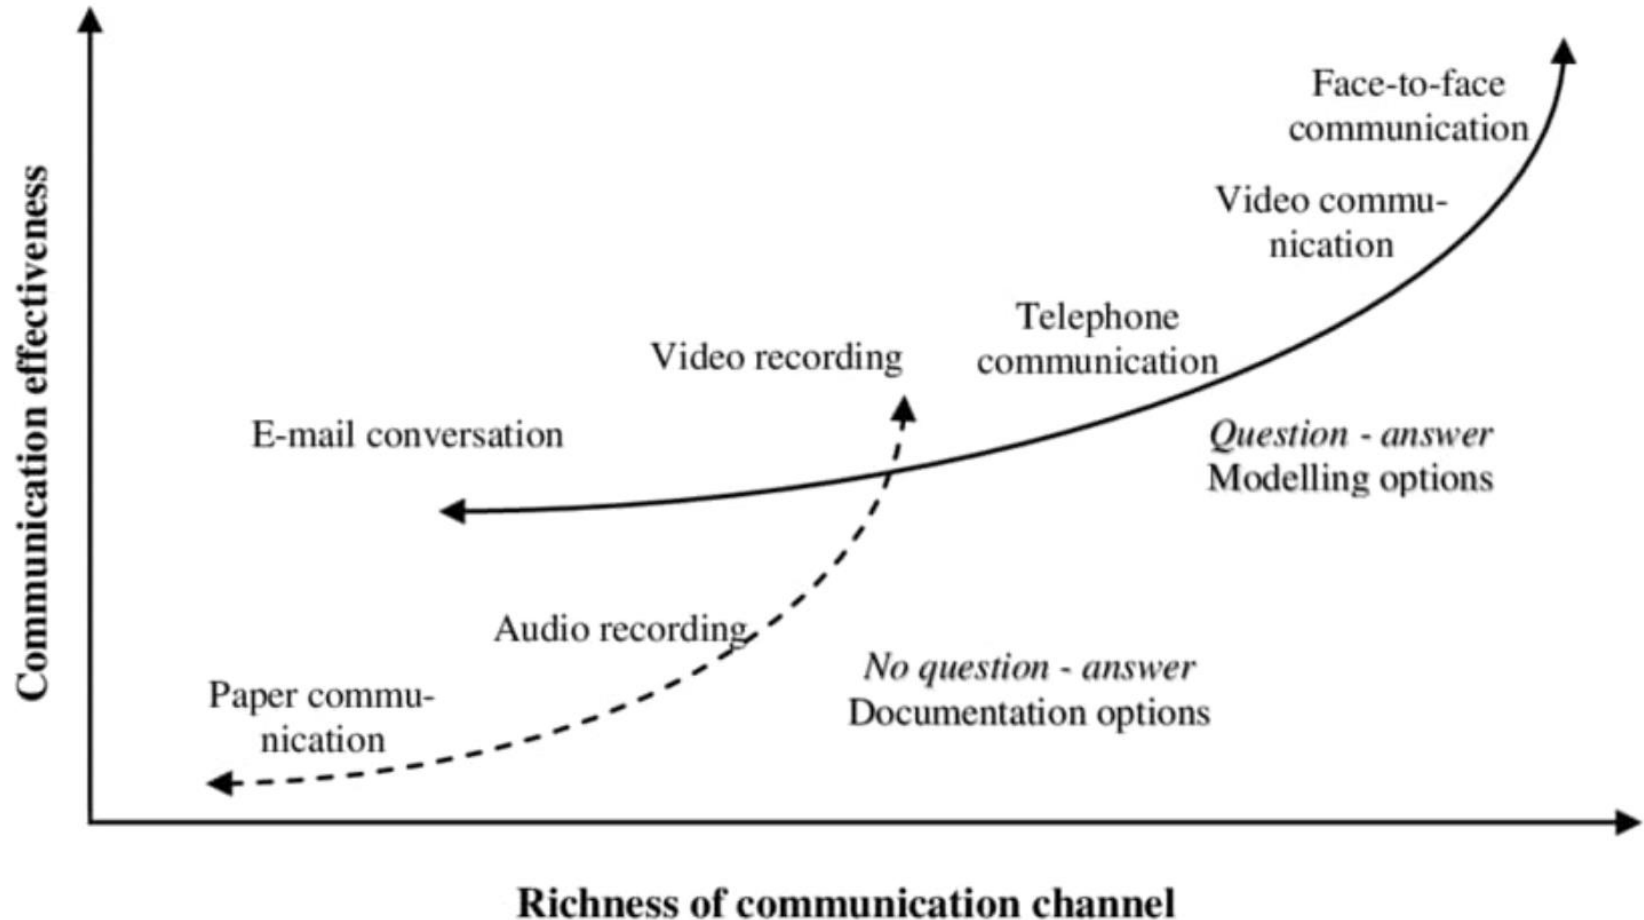 Face-to-face
communication
Video commu-
nication
Telephone
communication
Video recording
E-mail conversation
Question - answer
Modelling options
Audio recording
No question - answer
Documentation options
Paper commu-
nication
Communication effectiveness
Richness of communication channel